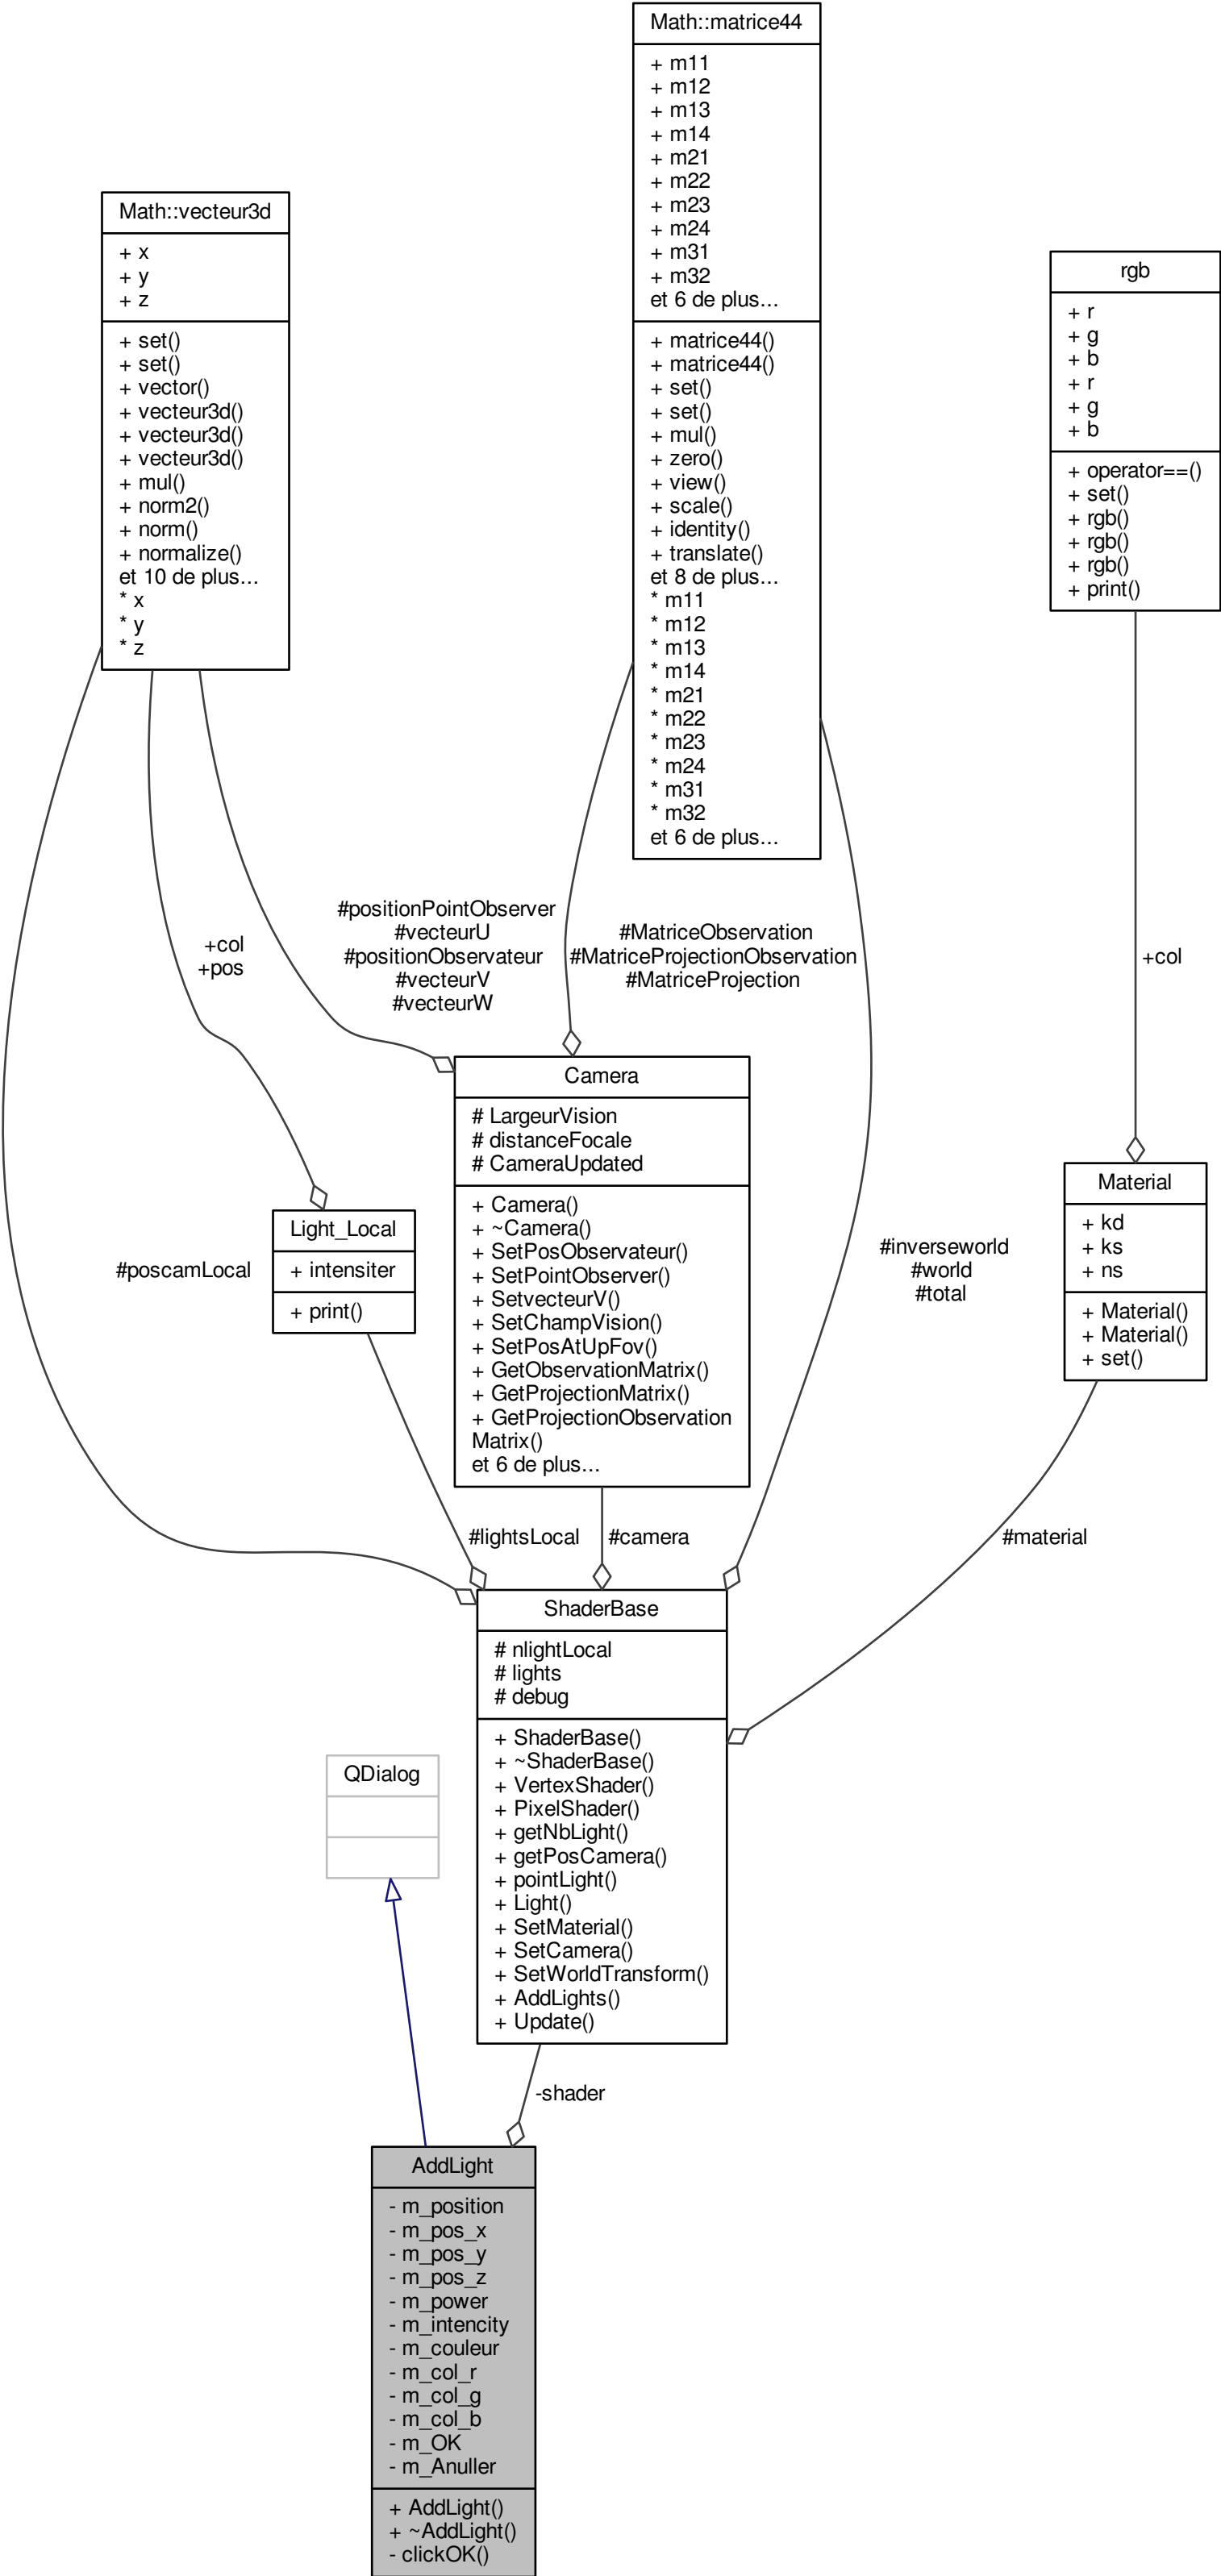 Math::matrice44
+ m11
+ m12
+ m13
+ m14
+ m21
+ m22
+ m23
+ m24
+ m31
+ m32
et 6 de plus...
+ matrice44()
+ matrice44()
+ set()
+ set()
+ mul()
+ zero()
+ view()
+ scale()
+ identity()
+ translate()
et 8 de plus...
* m11
* m12
* m13
* m14
* m21
* m22
* m23
* m24
* m31
* m32
et 6 de plus...
Math::vecteur3d
+ x
+ y
+ z
+ set()
+ set()
+ vector()
+ vecteur3d()
+ vecteur3d()
+ vecteur3d()
+ mul()
+ norm2()
+ norm()
+ normalize()
et 10 de plus...
* x
* y
* z
rgb
+ r
+ g
+ b
+ r
+ g
+ b
+ operator==()
+ set()
+ rgb()
+ rgb()
+ rgb()
+ print()
+col
+pos
#positionPointObserver
#vecteurU
#positionObservateur
#vecteurV
#vecteurW
#MatriceObservation
#MatriceProjectionObservation
#MatriceProjection
+col
Camera
# LargeurVision
# distanceFocale
# CameraUpdated
+ Camera()
+ ~Camera()
+ SetPosObservateur()
+ SetPointObserver()
+ SetvecteurV()
+ SetChampVision()
+ SetPosAtUpFov()
+ GetObservationMatrix()
+ GetProjectionMatrix()
+ GetProjectionObservation
Matrix()
et 6 de plus...
Light_Local
+ intensiter
+ print()
#poscamLocal
#inverseworld
#world
#total
Material
+ kd
+ ks
+ ns
+ Material()
+ Material()
+ set()
#lightsLocal
#camera
#material
ShaderBase
# nlightLocal
# lights
# debug
+ ShaderBase()
+ ~ShaderBase()
+ VertexShader()
+ PixelShader()
+ getNbLight()
+ getPosCamera()
+ pointLight()
+ Light()
+ SetMaterial()
+ SetCamera()
+ SetWorldTransform()
+ AddLights()
+ Update()
QDialog
-shader
AddLight
- m_position
- m_pos_x
- m_pos_y
- m_pos_z
- m_power
- m_intencity
- m_couleur
- m_col_r
- m_col_g
- m_col_b
- m_OK
- m_Anuller
+ AddLight()
+ ~AddLight()
- clickOK()